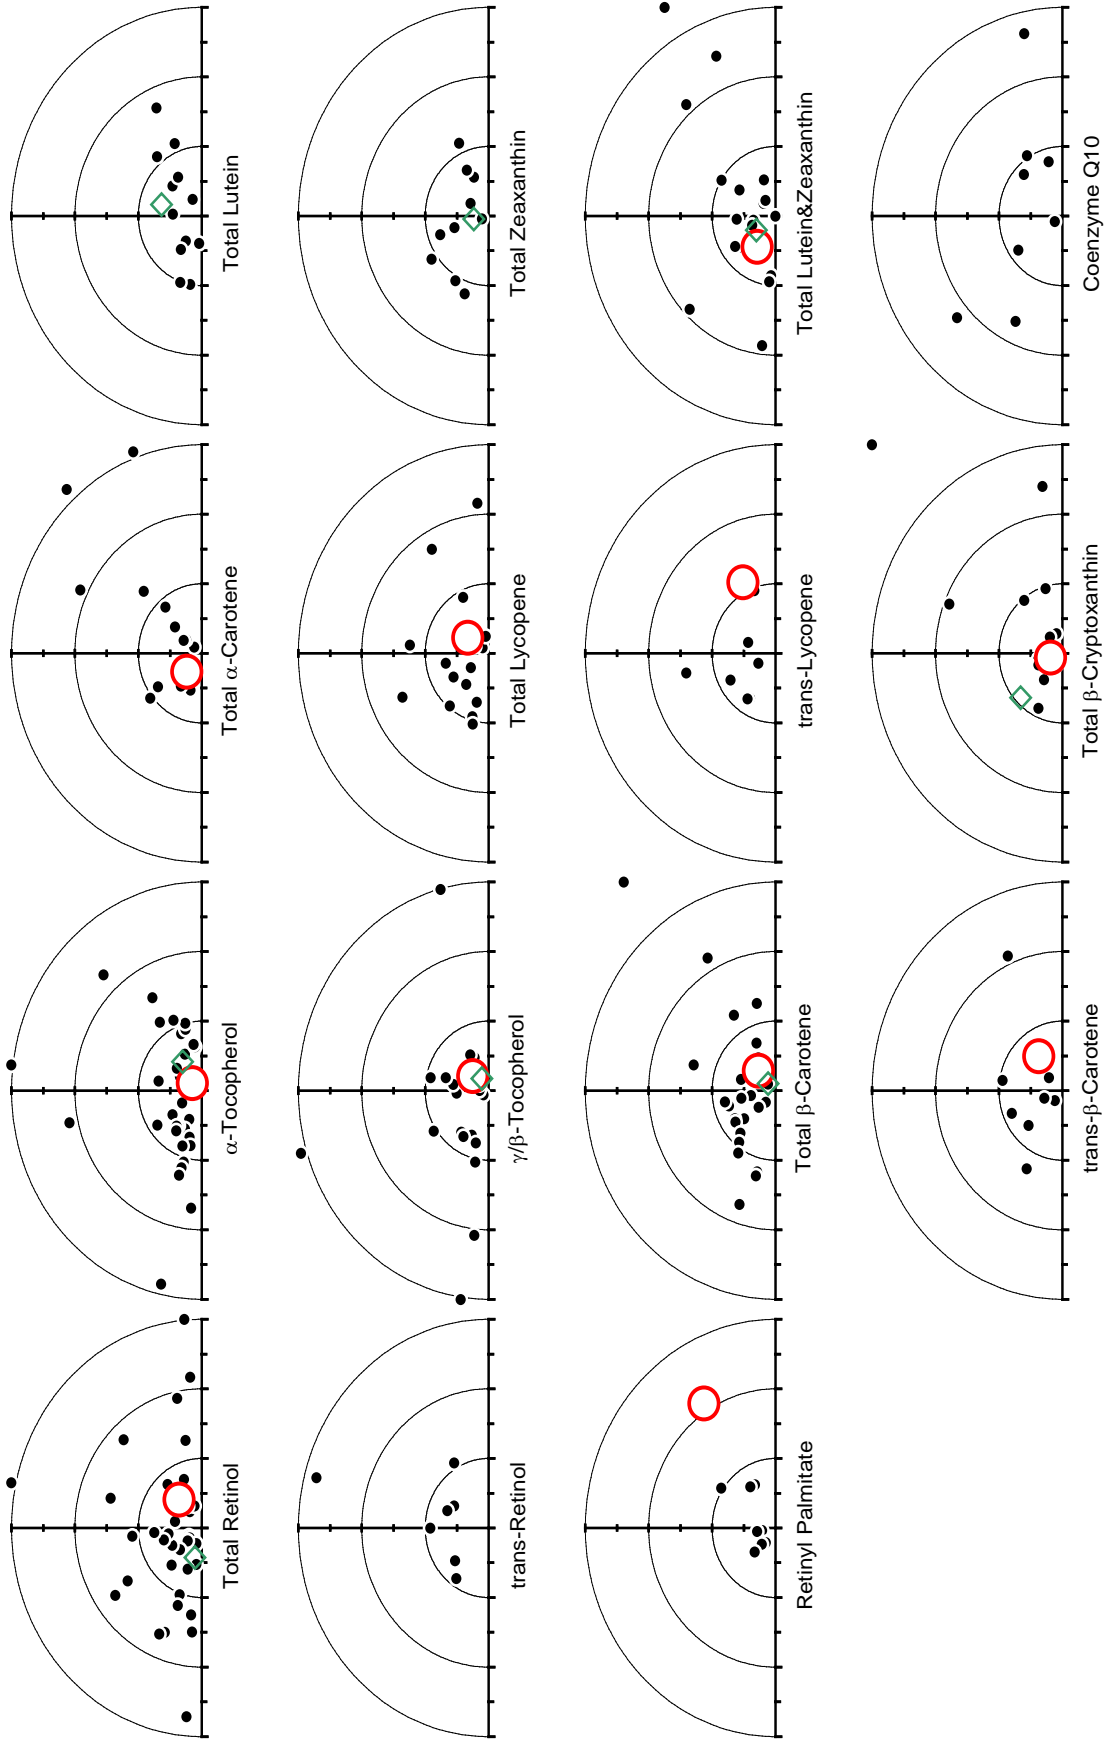 Total Retinol
α-Tocopherol
Total α-Carotene
Total Lutein
trans-Retinol
γ/β-Tocopherol
Total Lycopene
Total Zeaxanthin
Retinyl Palmitate
Total β-Carotene
trans-Lycopene
Total Lutein&Zeaxanthin
trans-β-Carotene
Total β-Cryptoxanthin
Coenzyme Q10